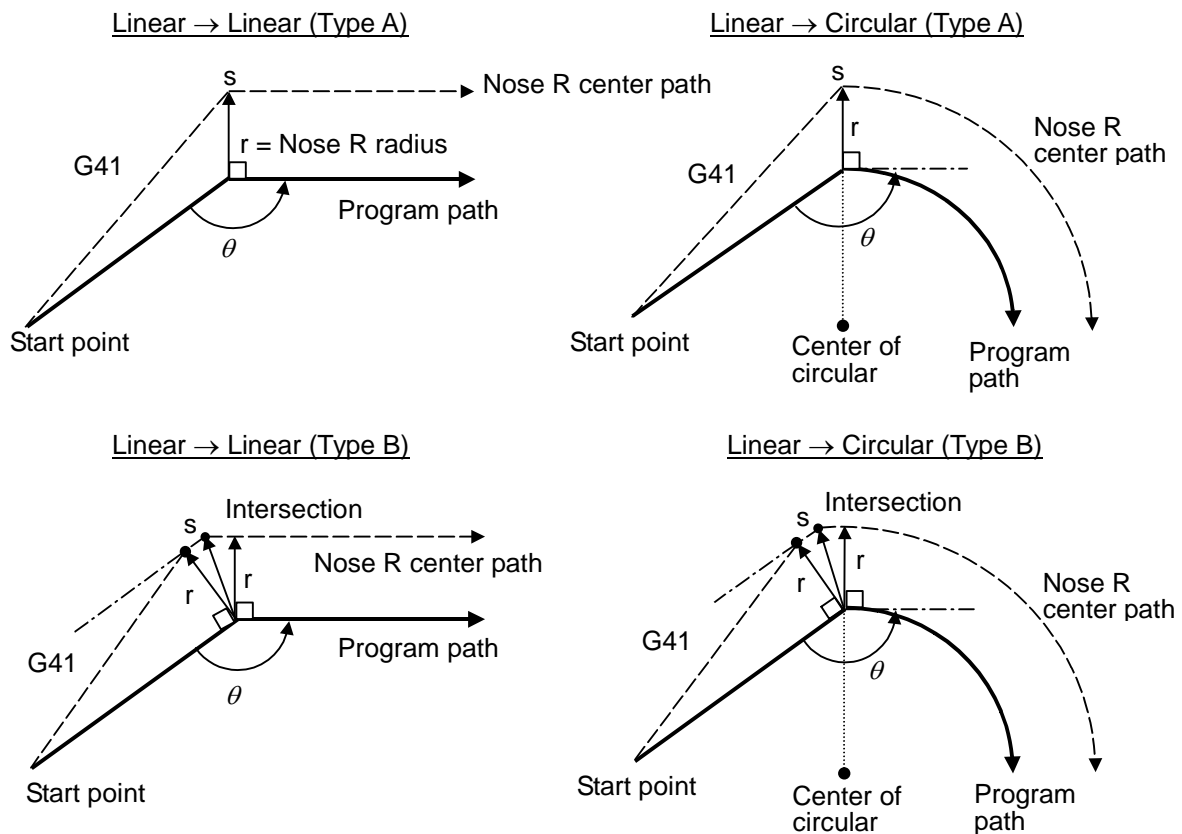 Linear → Linear (Type A)
s
Nose R center path
r = Nose R radius
G41
Program path
θ
Start point
Linear → Circular (Type A)
s
r
Nose R
center path
G41
θ
Start point
Center of
circular
Program
path
Linear → Linear (Type B)
Intersection
s
Nose R center path
r
r
G41
Program path
θ
Start point
Linear → Circular (Type B)
Intersection
s
r
r
Nose R
center path
G41
θ
Start point
Center of
circular
Program
path